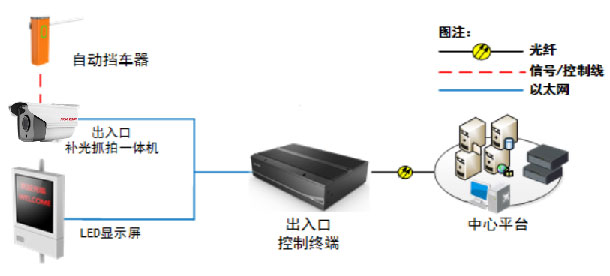 自动挡车器
图注：
光纤
信号/控制线
以太网
出入口
补光抓拍一体机
WELCOME
LED显示屏
出入口
控制终端
中心平台